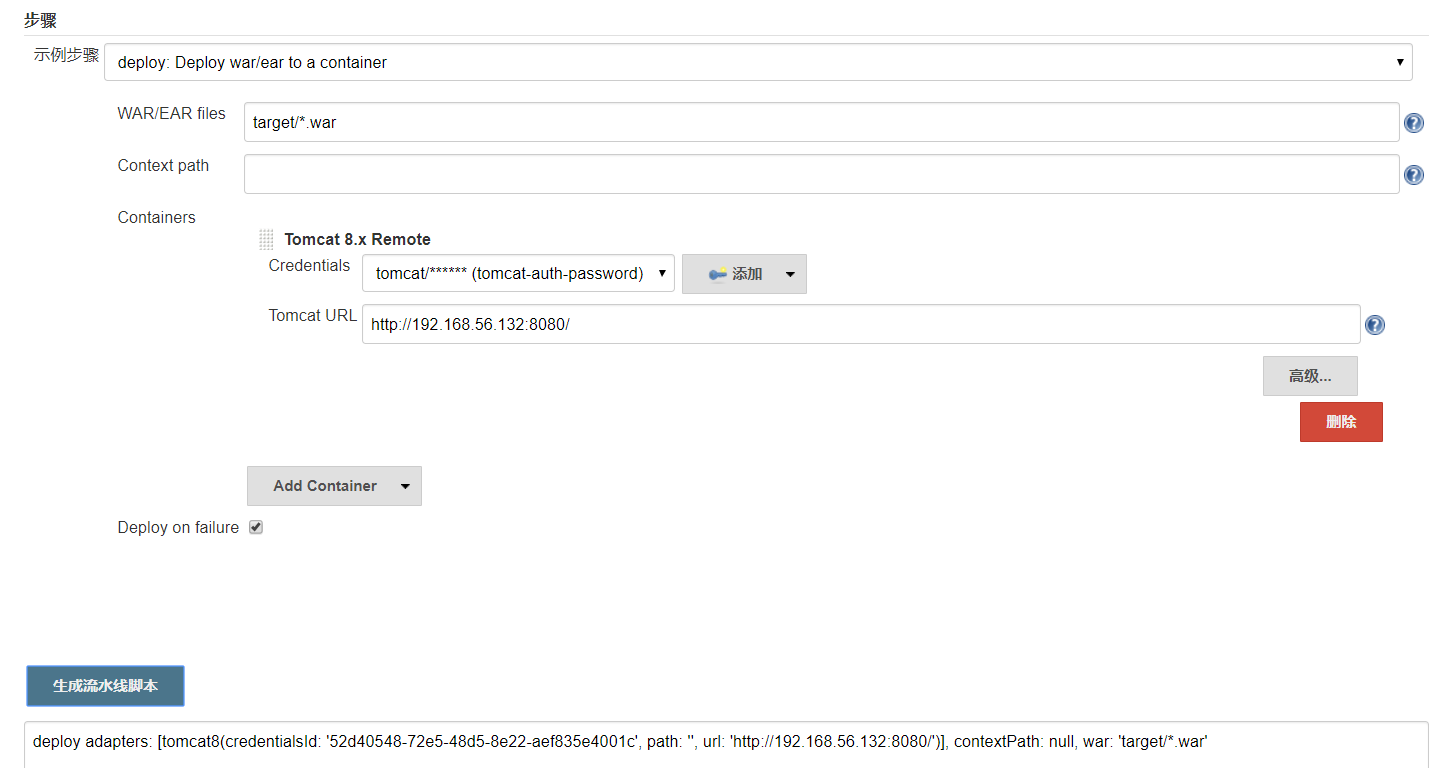 步骤
示例步骤 deploy: Deploy war/ear to a container
WAR/EAR files target/*.war
Context path
Containers
Tomcat 8.x Remote
Credentials tomcat/****** (tomcat-auth-password) 添加
Tomcat URL http://192.168.56.132:8080/
高级...
删除
Add Container
Deploy on failure
生成流水线脚本
deploy adapters: [tomcat8(credentialsId: '52d40548-72e5-48d5-8e22-aef835e4001c', path: '', url: 'http://192.168.56.132:8080/')], contextPath: null, war: 'target/*.war'